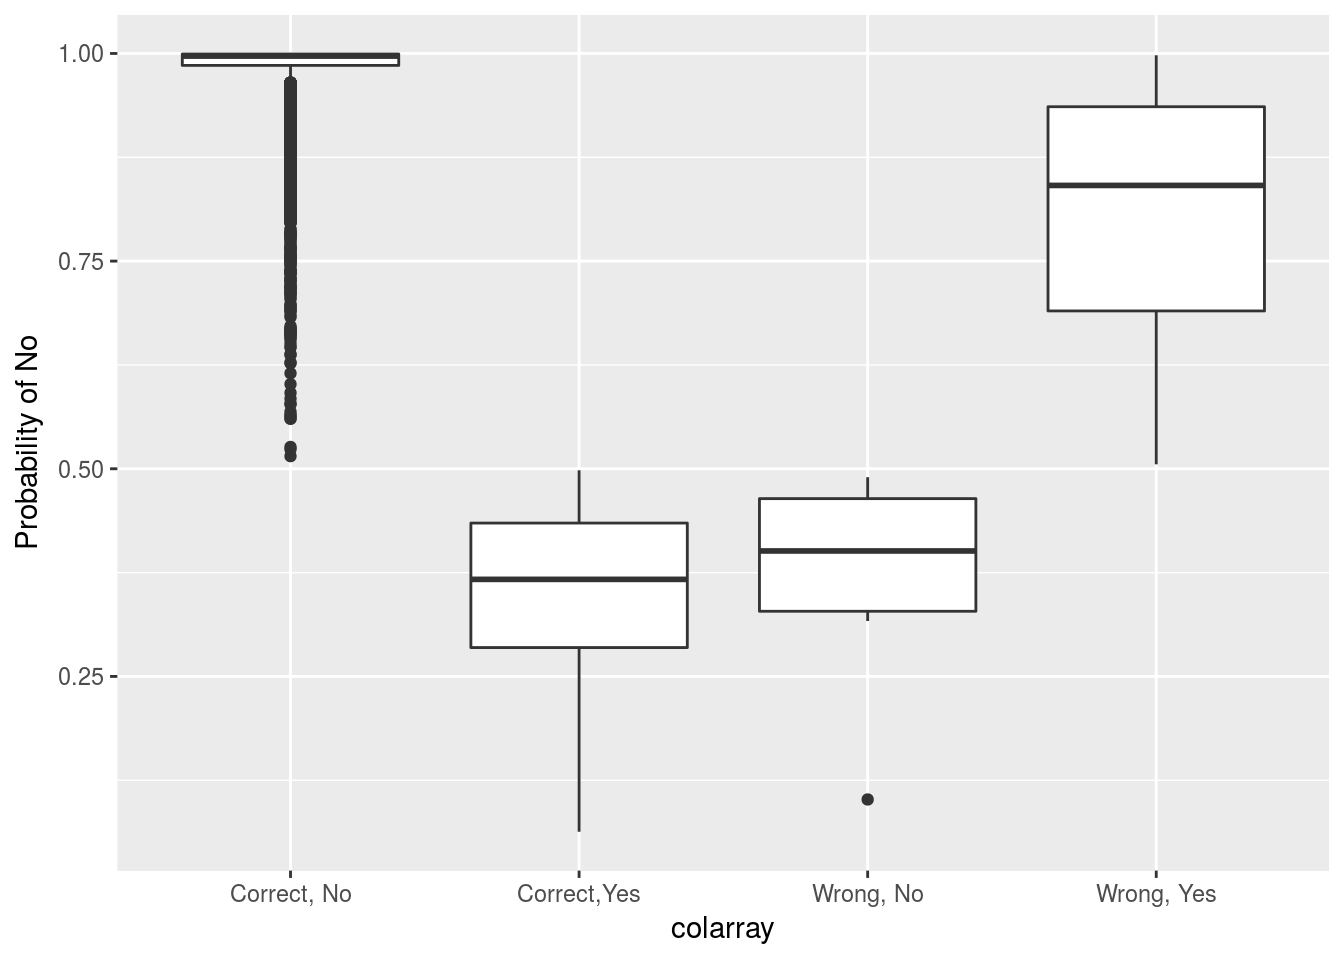 Probability of No
1.00
0.75
0.50
0.25
Correct, No
Correct,Yes
Wrong, No
Wrong, Yes
colarray